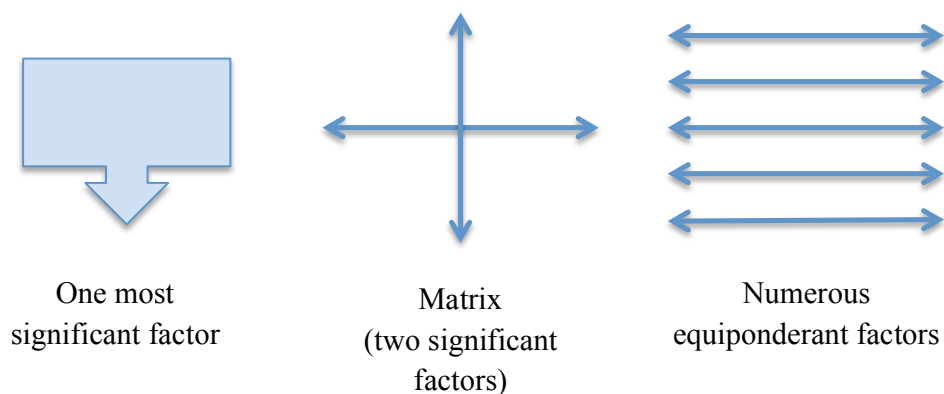 One most
significant factor
Matrix
(two significant
factors)
Numerous
equiponderant factors